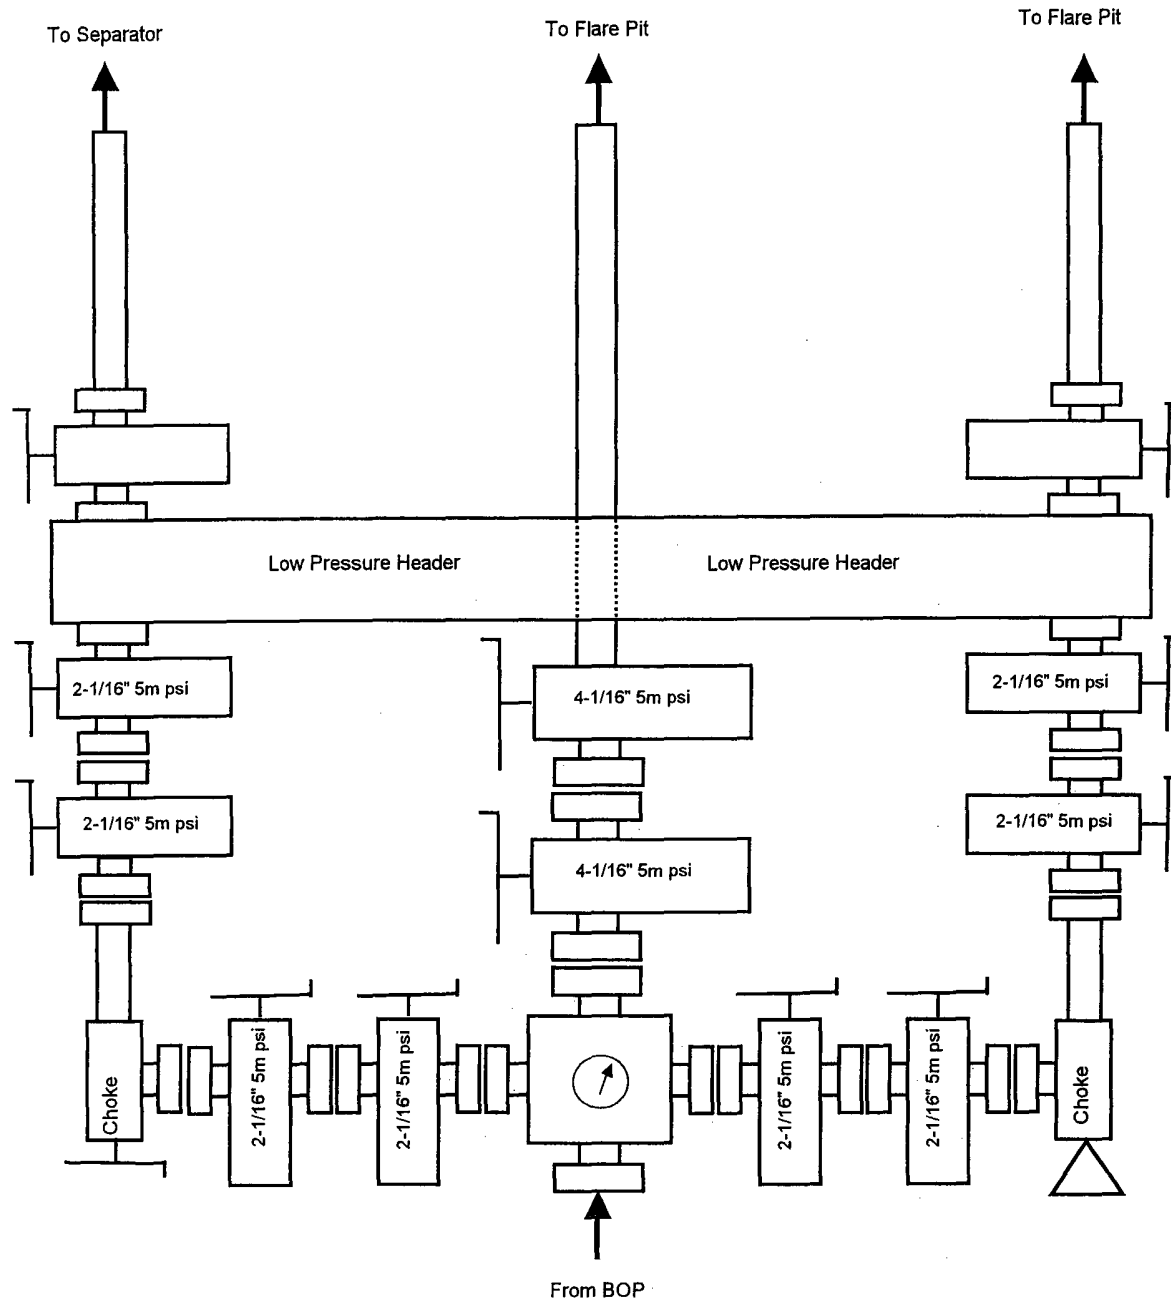 To Separator
To Flare Pit
To Flare Pit
Low Pressure Header
Low Pressure Header
2-1/16" 5m psi
4-1/16" 5m psi
2-1/16" 5m psi
2-1/16" 5m psi
4-1/16" 5m psi
2-1/16" 5m psi
Choke
2-1/16" 5m psi
2-1/16" 5m psi
2-1/16" 5m psi
2-1/16" 5m psi
Choke
From BOP